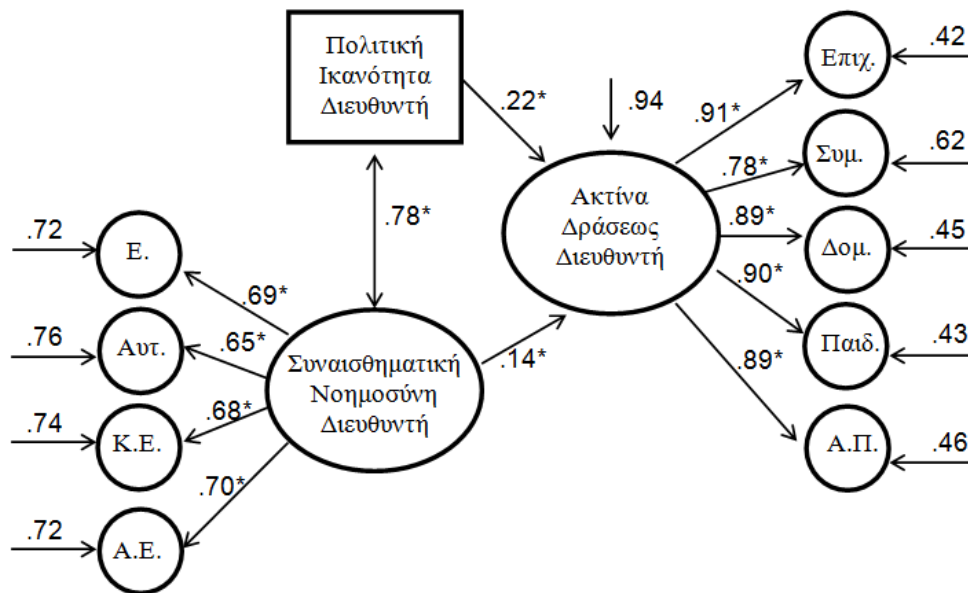 Πολιτική
Ικανότητα
Διευθυντή
.22*
.94
.91*
Επιχ.
.42
.78*
Συμ.
.62
Ακτίνα
Δράσεως
Διευθυντή
.89*
Δομ.
.45
.90*
Παιδ.
.43
.89*
Α.Π.
.46
.78*
.14*
.72
Ε.
.69*
.76
Αυτ.
.65*
Συναισθηματική
Νοημοσύνη
Διευθυντή
.74
Κ.Ε.
.68*
.72
Α.Ε.
.70*